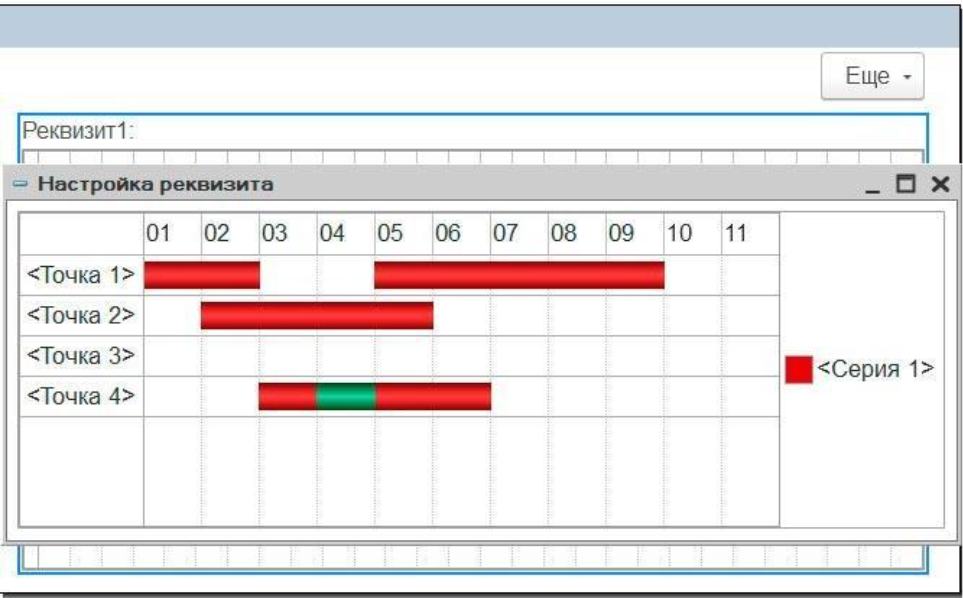 Еще
Реквизит1:
Настройка реквизита
01 02 03 04 05 06 07 08 09 10 11
<Точка 1>
<Точка 2>
<Точка 3>
<Серия 1>
<Точка 4>